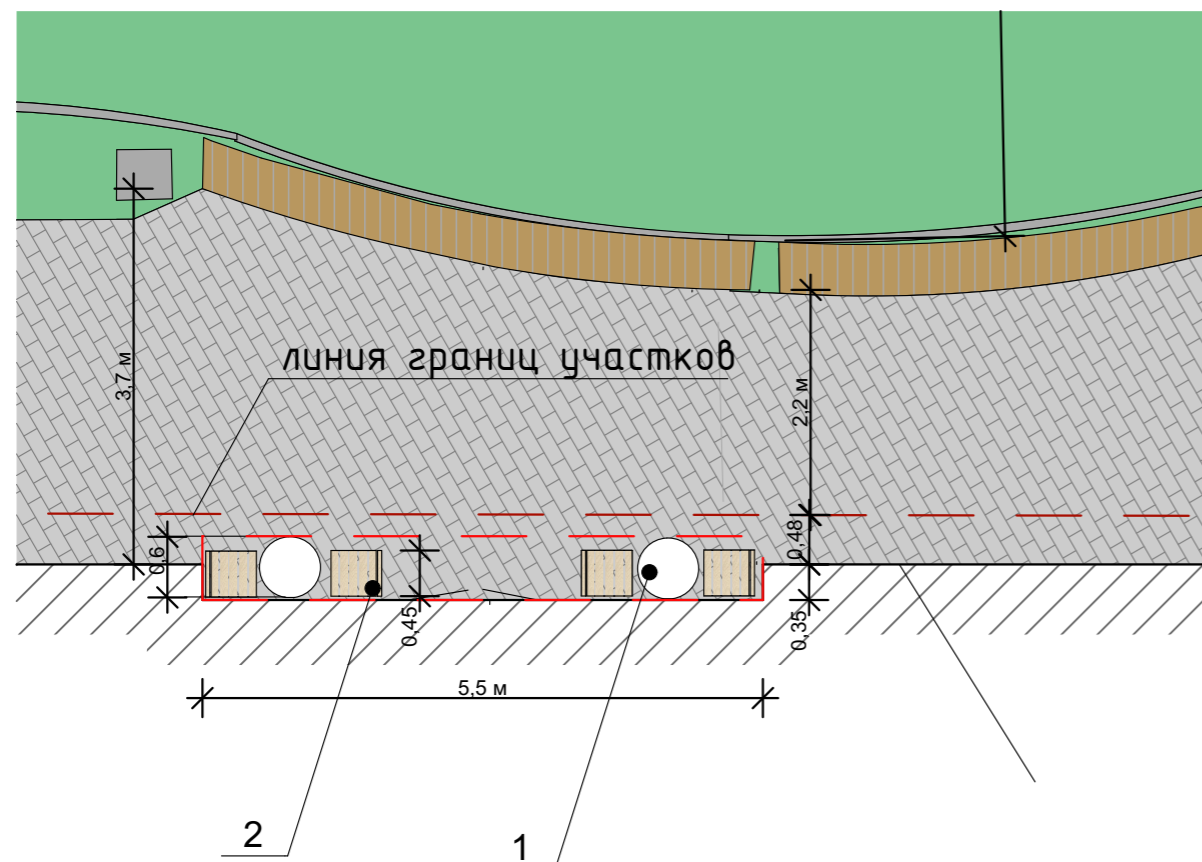 линия границ участков
3,7 м
2,2 м
0,6
0,48
0,45
0,35
5,5 м
2
1